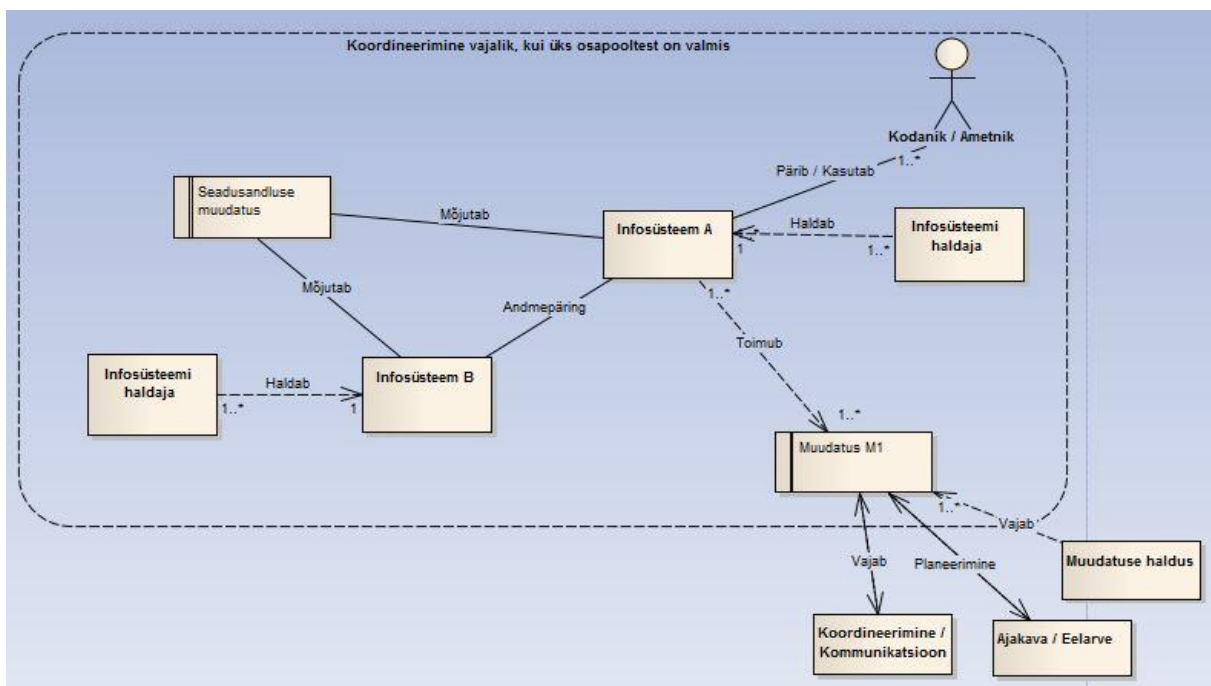 Koordineerimine vajalik, kui üks osapooltest on valmis
Kodanik / Ametnik
1..*
Pärib / Kasutab
Seadusandluse
muudatus
Mõjutab
Infosüsteem A
Haldab
1
..*
1..*
Infosüsteemi
haldaja
Mõjutab
Andmepäring
1..*
Toimub
Infosüsteemi
haldaja
Haldab
1..*
1
Infosüsteem B
1..*
Muudatus M1
1..*
Vajab
Muudatuse haldus
Vajab
Planeerimine
Koordineerimine /
Kommunikatsioon
Ajakava / Eelarve